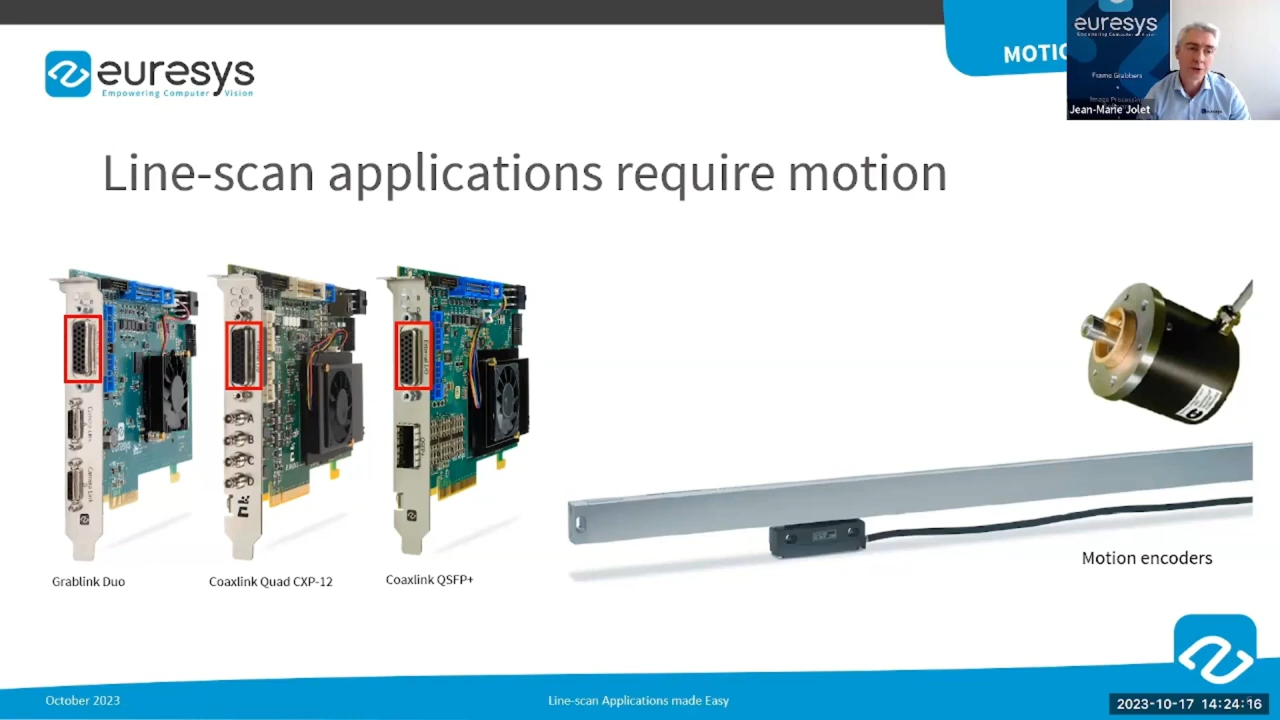 euresys
Empowering Computer Vision
MOTIO
euresys
Empowering Computer Vision
Frame Grabbers
Image Processing
Jean-Marie Jolet
Line-scan applications require motion
External I/O
A
B
C
D
Grablink Duo
Coaxlink Quad CXP-12
Coaxlink QSFP+
Motion encoders
October 2023
Line-scan Applications made Easy
2023-10-17 14:24:16